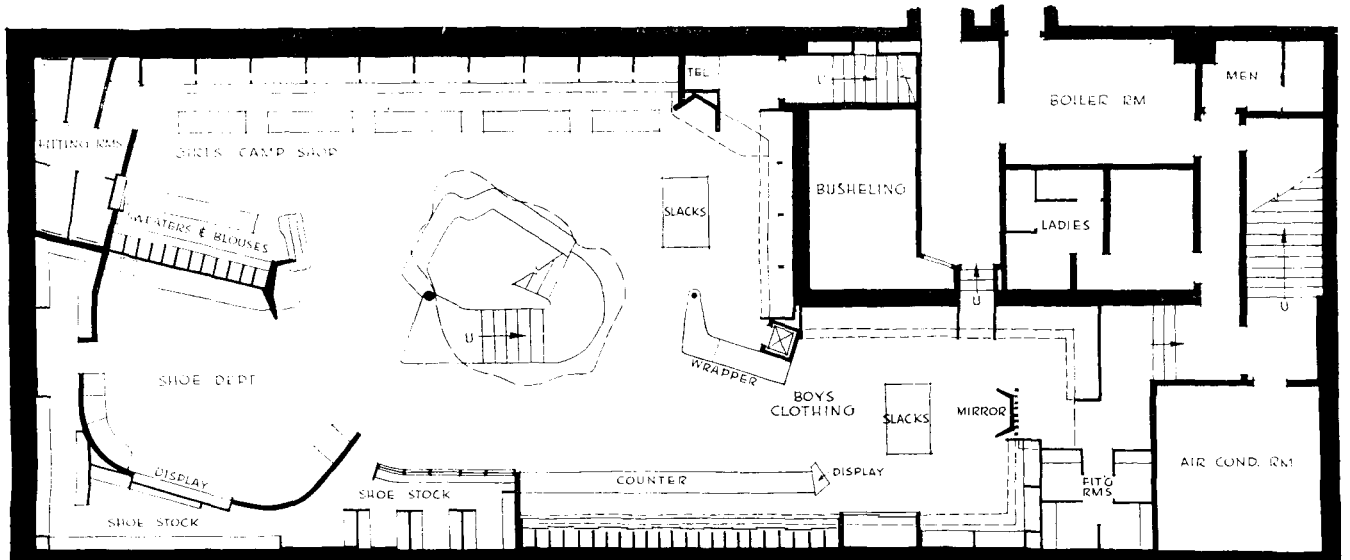 TEL
U
MEN
BOILER RM
FITTING RMS
GIRLS CAMP SHOP
BUSHELING
SLACKS
LADIES
SWEATERS & BLOUSES
U
U
U
WRAPPER
SHOE DEPT
BOYS
CLOTHING
SLACKS
MIRROR
DISPLAY
COUNTER
DISPLAY
AIR COND. RM
SHOE STOCK
FIT'G
RMS
SHOE STOCK